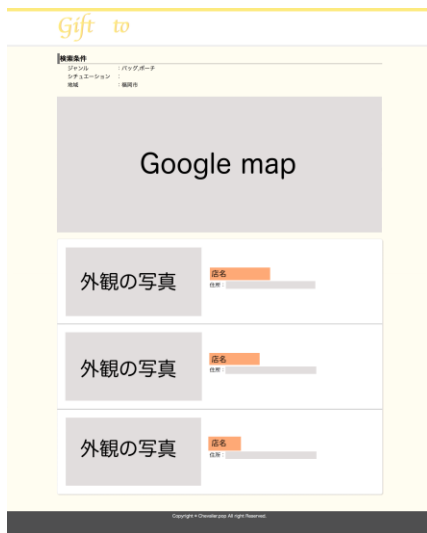 Gift to
検索条件
ジャンル ：バッグ,ポーチ
シチュエーション ：
地域 ：福岡市
Google map
外観の写真
店名
住所：
外観の写真
店名
住所：
外観の写真
店名
住所：
Copyright © Chevalier.pop All right Reserved.